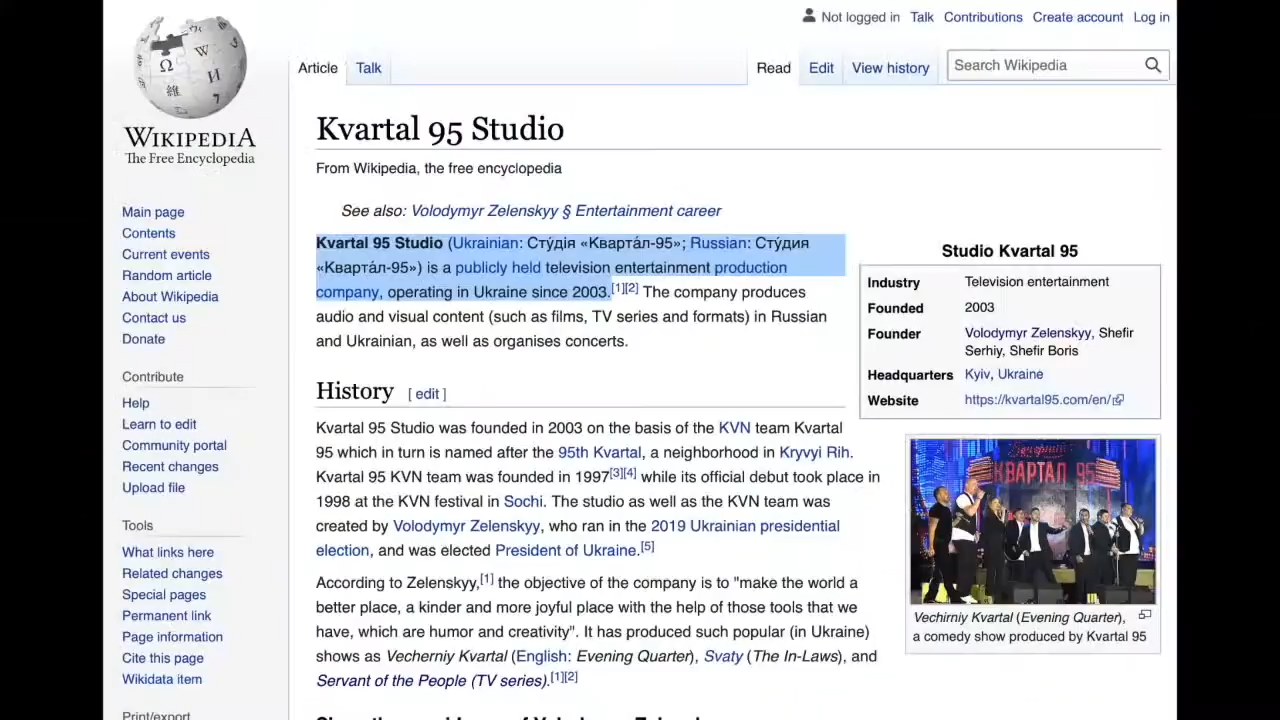 Not logged in Talk Contributions Create account Log in
Article Talk Read Edit View history Search Wikipedia
WIKIPEDIA
The Free Encyclopedia
Main page
Contents
Current events
Random article
About Wikipedia
Contact us
Donate
Contribute
Help
Learn to edit
Community portal
Recent changes
Upload file
Tools
What links here
Related changes
Special pages
Permanent link
Page information
Cite this page
Wikidata item
Print/export
Kvartal 95 Studio
From Wikipedia, the free encyclopedia
See also: Volodymyr Zelenskyy § Entertainment career
Kvartal 95 Studio (Ukrainian: Сту́дія «Кварта́л-95»; Russian: Сту́дия
«Кварта́л-95») is a publicly held television entertainment production
company, operating in Ukraine since 2003.[1][2] The company produces
audio and visual content (such as films, TV series and formats) in Russian
and Ukrainian, as well as organises concerts.
Studio Kvartal 95
Industry Television entertainment
Founded 2003
Founder Volodymyr Zelenskyy, Shefir
Serhiy, Shefir Boris
Headquarters Kyiv, Ukraine
Website https://kvartal95.com/en/
History [ edit ]
Kvartal 95 Studio was founded in 2003 on the basis of the KVN team Kvartal
95 which in turn is named after the 95th Kvartal, a neighborhood in Kryvyi Rih.
Kvartal 95 KVN team was founded in 1997[3][4] while its official debut took place in
1998 at the KVN festival in Sochi. The studio as well as the KVN team was
created by Volodymyr Zelenskyy, who ran in the 2019 Ukrainian presidential
election, and was elected President of Ukraine.[5]
According to Zelenskyy,[1] the objective of the company is to "make the world a
better place, a kinder and more joyful place with the help of those tools that we
have, which are humor and creativity". It has produced such popular (in Ukraine)
shows as Vecherniy Kvartal (English: Evening Quarter), Svaty (The In-Laws), and
Servant of the People (TV series).[1][2]
КВАРТАЛ 95
Vechirniy Kvartal (Evening Quarter),
a comedy show produced by Kvartal 95